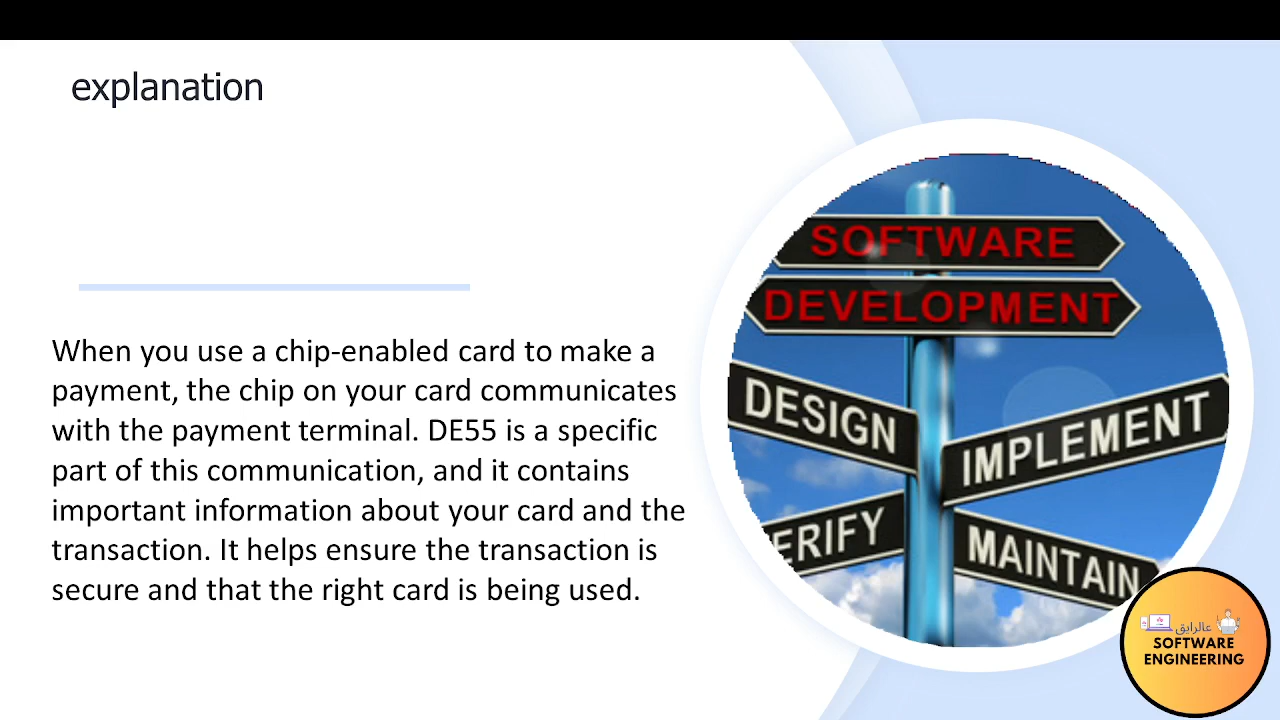 explanation
When you use a chip-enabled card to make a
payment, the chip on your card communicates
with the payment terminal. DE55 is a specific
part of this communication, and it contains
important information about your card and the
transaction. It helps ensure the transaction is
secure and that the right card is being used.
SOFTWARE
DEVELOPMENT
DESIGN
IMPLEMENT
ERIFY
MAINTAIN
عالرايق
SOFTWARE
ENGINEERING